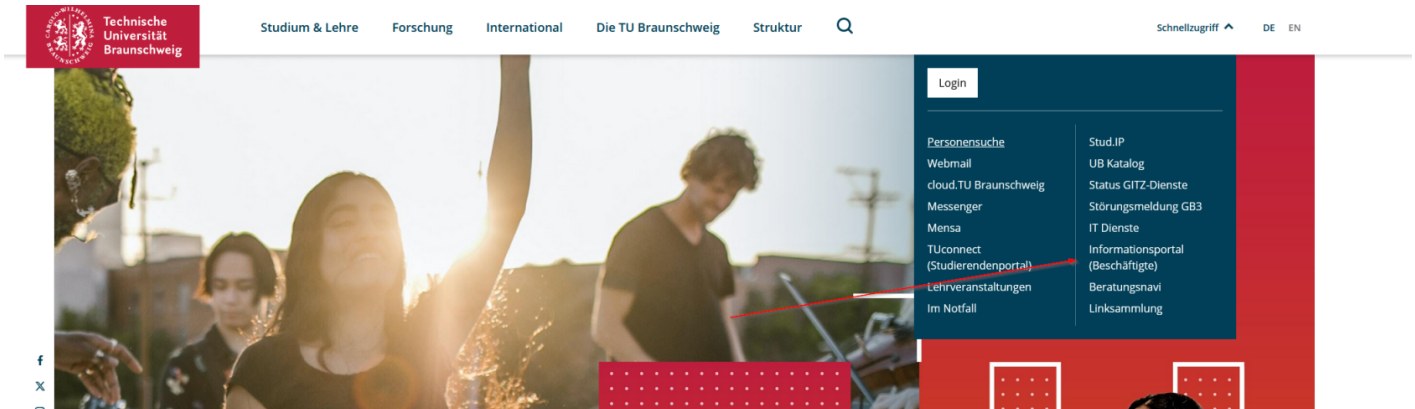 Technische
Universität
Braunschweig
Studium & Lehre Forschung International Die TU Braunschweig Struktur Schnellzugriff DE EN
Login
Personensuche
Webmail
cloud.TU Braunschweig
Messenger
Mensa
TUconnect
(Studierendenportal)
Lehrveranstaltungen
Im Notfall
Stud.IP
UB Katalog
Status GITZ-Dienste
Störungsmeldung GB3
IT Dienste
Informationsportal
(Beschäftigte)
Beratungsnavi
Linksammlung